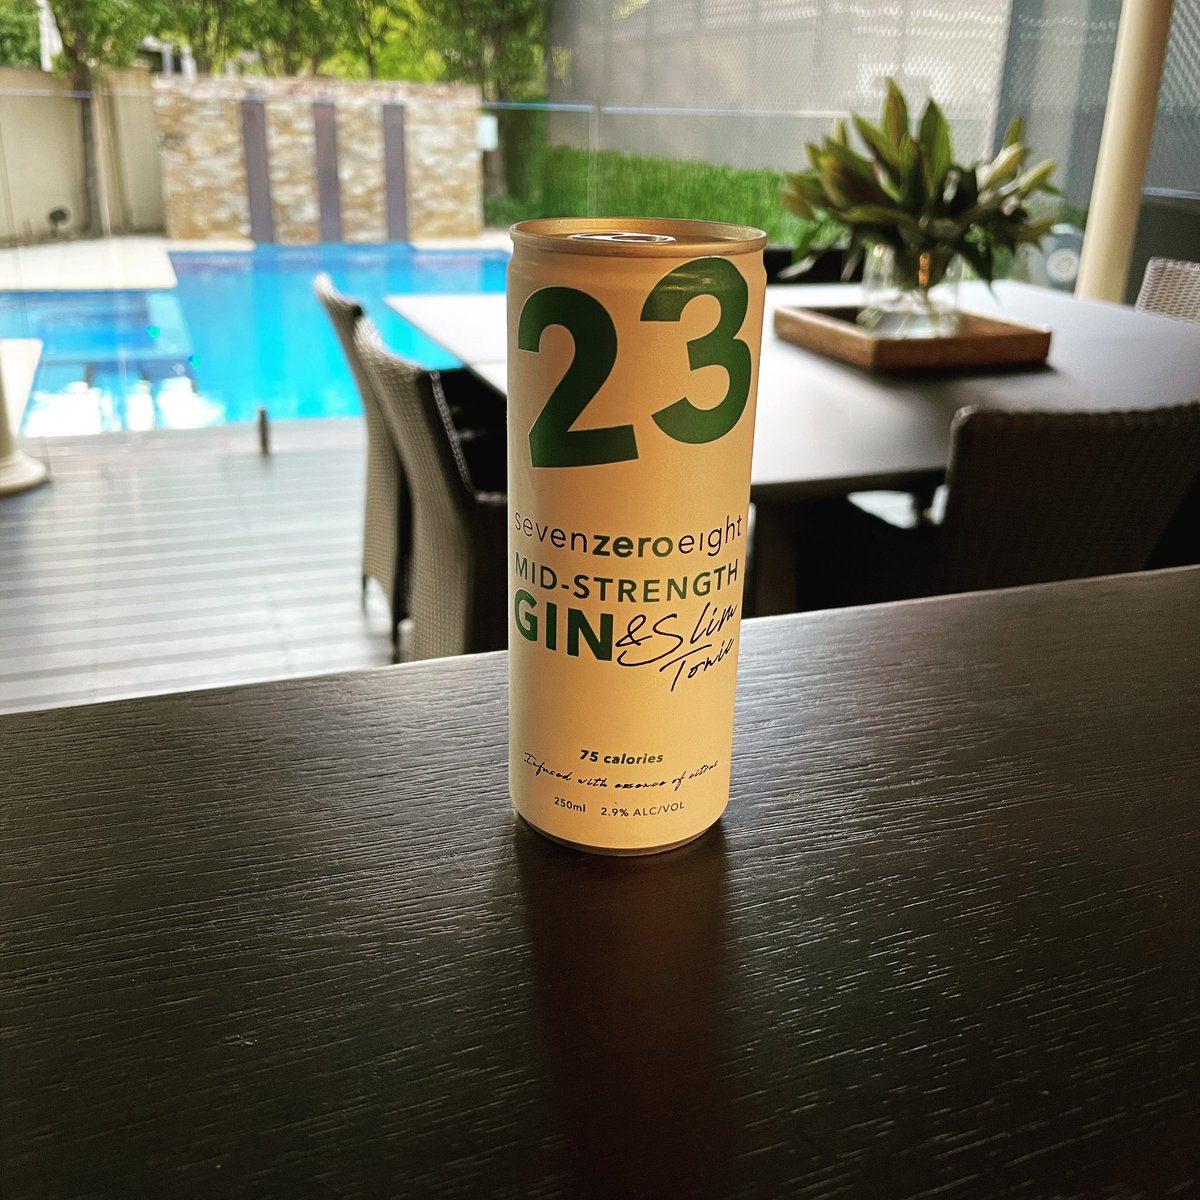 23
sevenzeroeight
MID-STRENGTH
GIN & Slim
Tonic
75 calories
Infused with essence of citrus
250ml 2.9% ALC/VOL